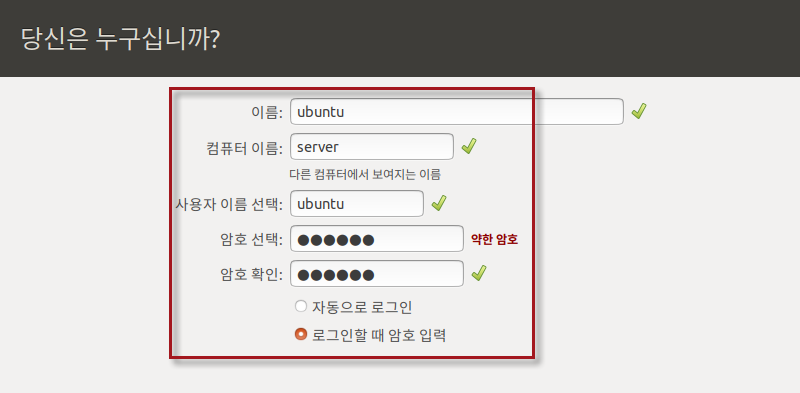 당신은 누구십니까?
이름: ubuntu
컴퓨터 이름: server
다른 컴퓨터에서 보여지는 이름
사용자 이름 선택: ubuntu
암호 선택: ●●●●●● 약한 암호
암호 확인: ●●●●●●
자동으로 로그인
로그인할 때 암호 입력